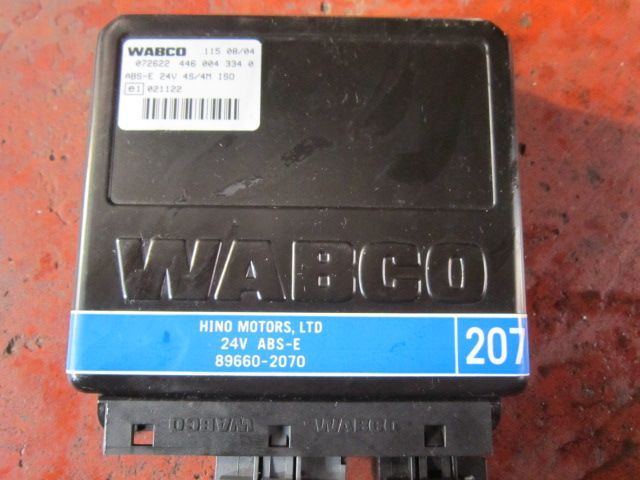 WABCO 115 08/04
072622 446 004 334 0
ABS-E 24V 4S/4M ISO
e1 021122
WABCO
HINO MOTORS, LTD
24V ABS-E
89660-2070
207
WABCO WABCO